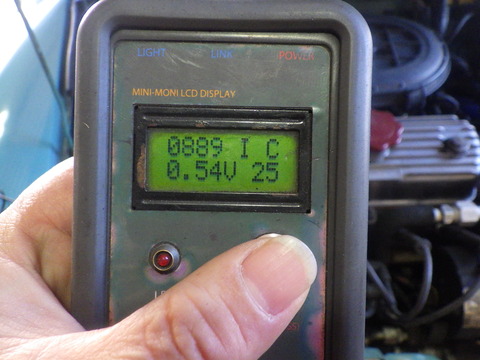 LIGHT LINK POWER
MINI-MONI LCD DISPLAY
0889 I C
0.54V 25